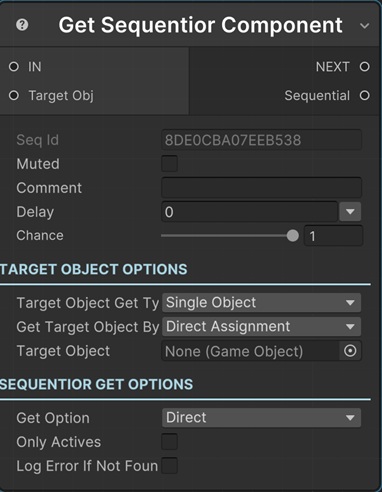 Get Sequentior Component
IN NEXT
Target Obj Sequential
Seq Id 8DE0CBA07EEB538
Muted
Comment
Delay 0
Chance 1
TARGET OBJECT OPTIONS
Target Object Get Ty Single Object
Get Target Object By Direct Assignment
Target Object None (Game Object)
SEQUENTIOR GET OPTIONS
Get Option Direct
Only Actives
Log Error If Not Foun